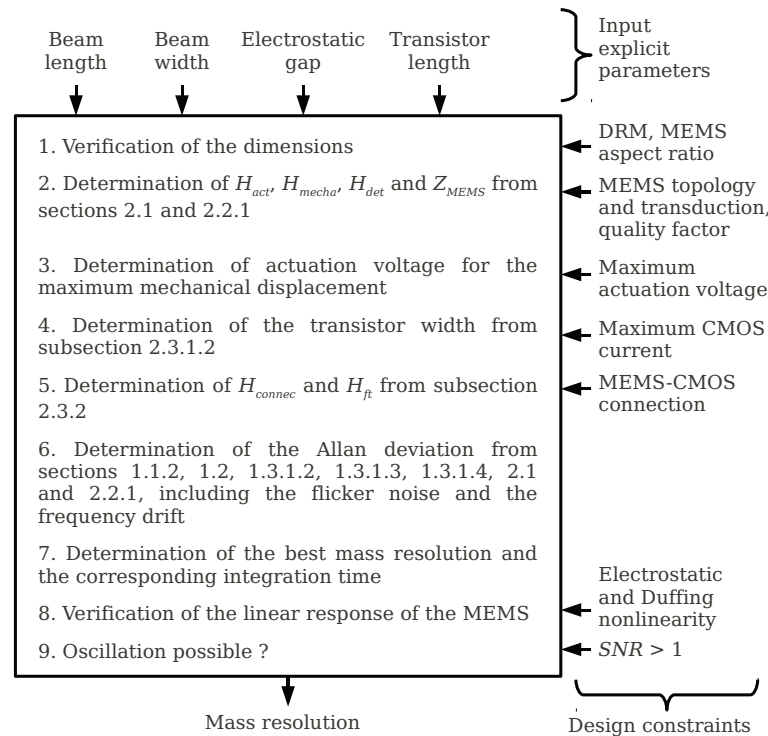 Beam length
Beam width
Electrostatic gap
Transistor length
Input
explicit
parameters
1. Verification of the dimensions
DRM, MEMS
aspect ratio
2. Determination of H_act, H_mecha, H_det and Z_MEMS from
sections 2.1 and 2.2.1
MEMS topology
and transduction,
quality factor
3. Determination of actuation voltage for the
maximum mechanical displacement
Maximum
actuation voltage
4. Determination of the transistor width from
subsection 2.3.1.2
Maximum CMOS
current
5. Determination of H_connec and H_ft from subsection
2.3.2
MEMS-CMOS
connection
6. Determination of the Allan deviation from
sections 1.1.2, 1.2, 1.3.1.2, 1.3.1.3, 1.3.1.4, 2.1
and 2.2.1, including the flicker noise and the
frequency drift
7. Determination of the best mass resolution and
the corresponding integration time
8. Verification of the linear response of the MEMS
Electrostatic
and Duffing
nonlinearity
9. Oscillation possible ?
SNR > 1
Mass resolution
Design constraints